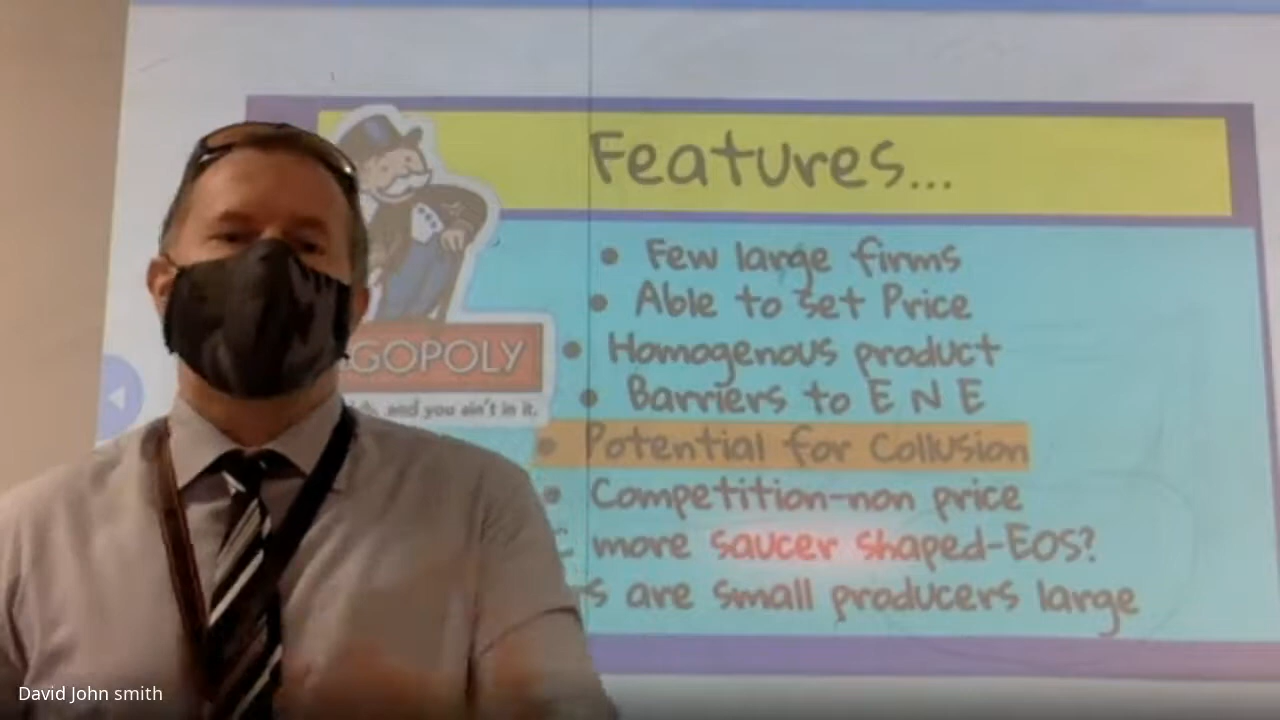 Features...
• Few large firms
• Able to set Price
• Homogenous product
GOPOLY
• Barriers to E N E
and you ain't in it.
• Potential for Collusion
• Competition-non price
more saucer shaped-EOS?
are small producers large
David John smith